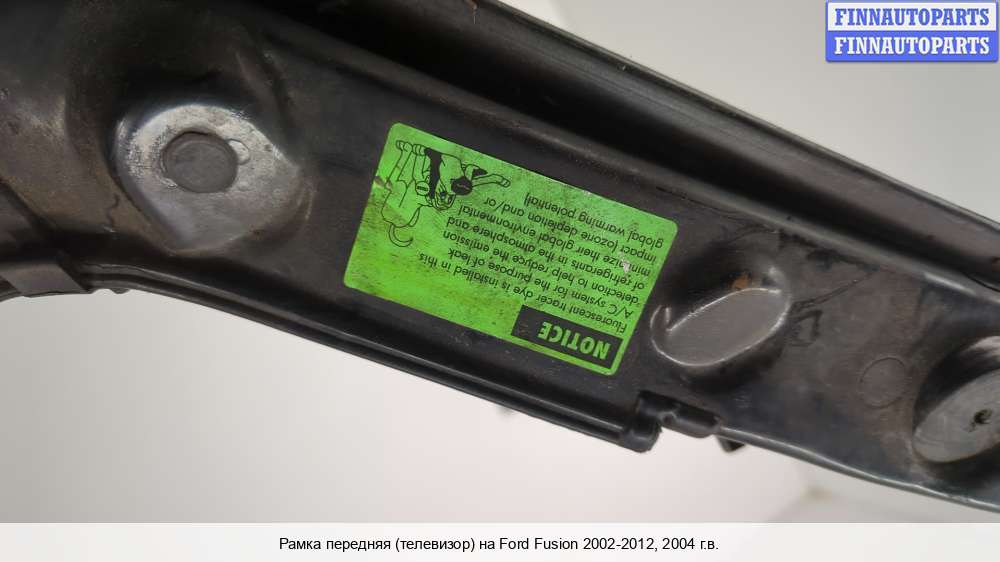 FINNAUTOPARTS
FINNAUTOPARTS
NOTICE
Fluorescent tracer dye is installed in this
A/C system for the purpose of leak
detection to help reduce the emission
of refrigerants in the atmosphere and
minimize their global environmental
impact (ozone depletion and/or
global warming potential).
Рамка передняя (телевизор) на Ford Fusion 2002-2012, 2004 г.в.